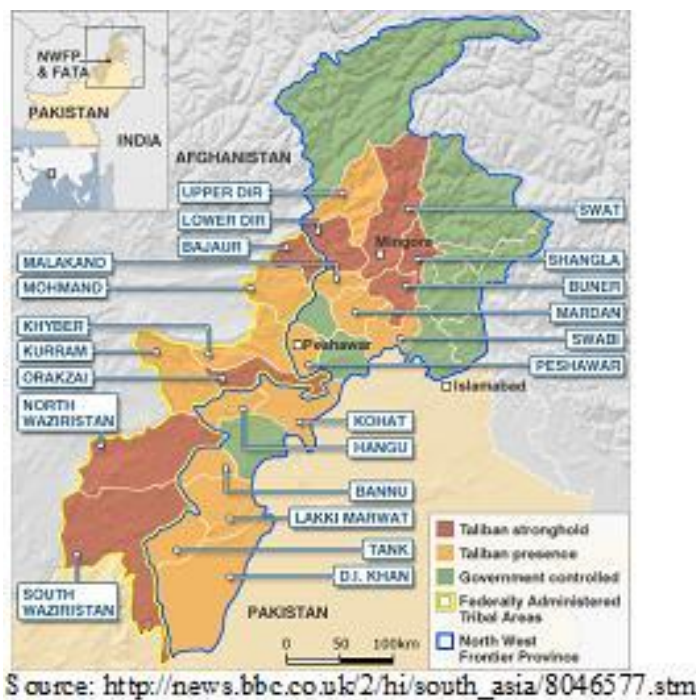 NWFP
& FATA
PAKISTAN
INDIA
AFGHANISTAN
UPPER DIR
LOWER DIR
BAJAUR
MALAKAND
MOHMAND
KHYBER
KURRAM
ORAKZAI
NORTH
WAZIRISTAN
SOUTH
WAZIRISTAN
Mingora
SWAT
SHANGLA
BUNER
MARDAN
SWABI
PESHAWAR
Peshawar
Islamabad
KOHAT
HANGU
BANNU
LAKKI MARWAT
TANK
D.I. KHAN
PAKISTAN
0 50 100km
Taliban stronghold
Taliban presence
Government controlled
Federally Administered
Tribal Areas
North West
Frontier Province
Source: http://news.bbc.co.uk/2/hi/south_asia/8046577.stm